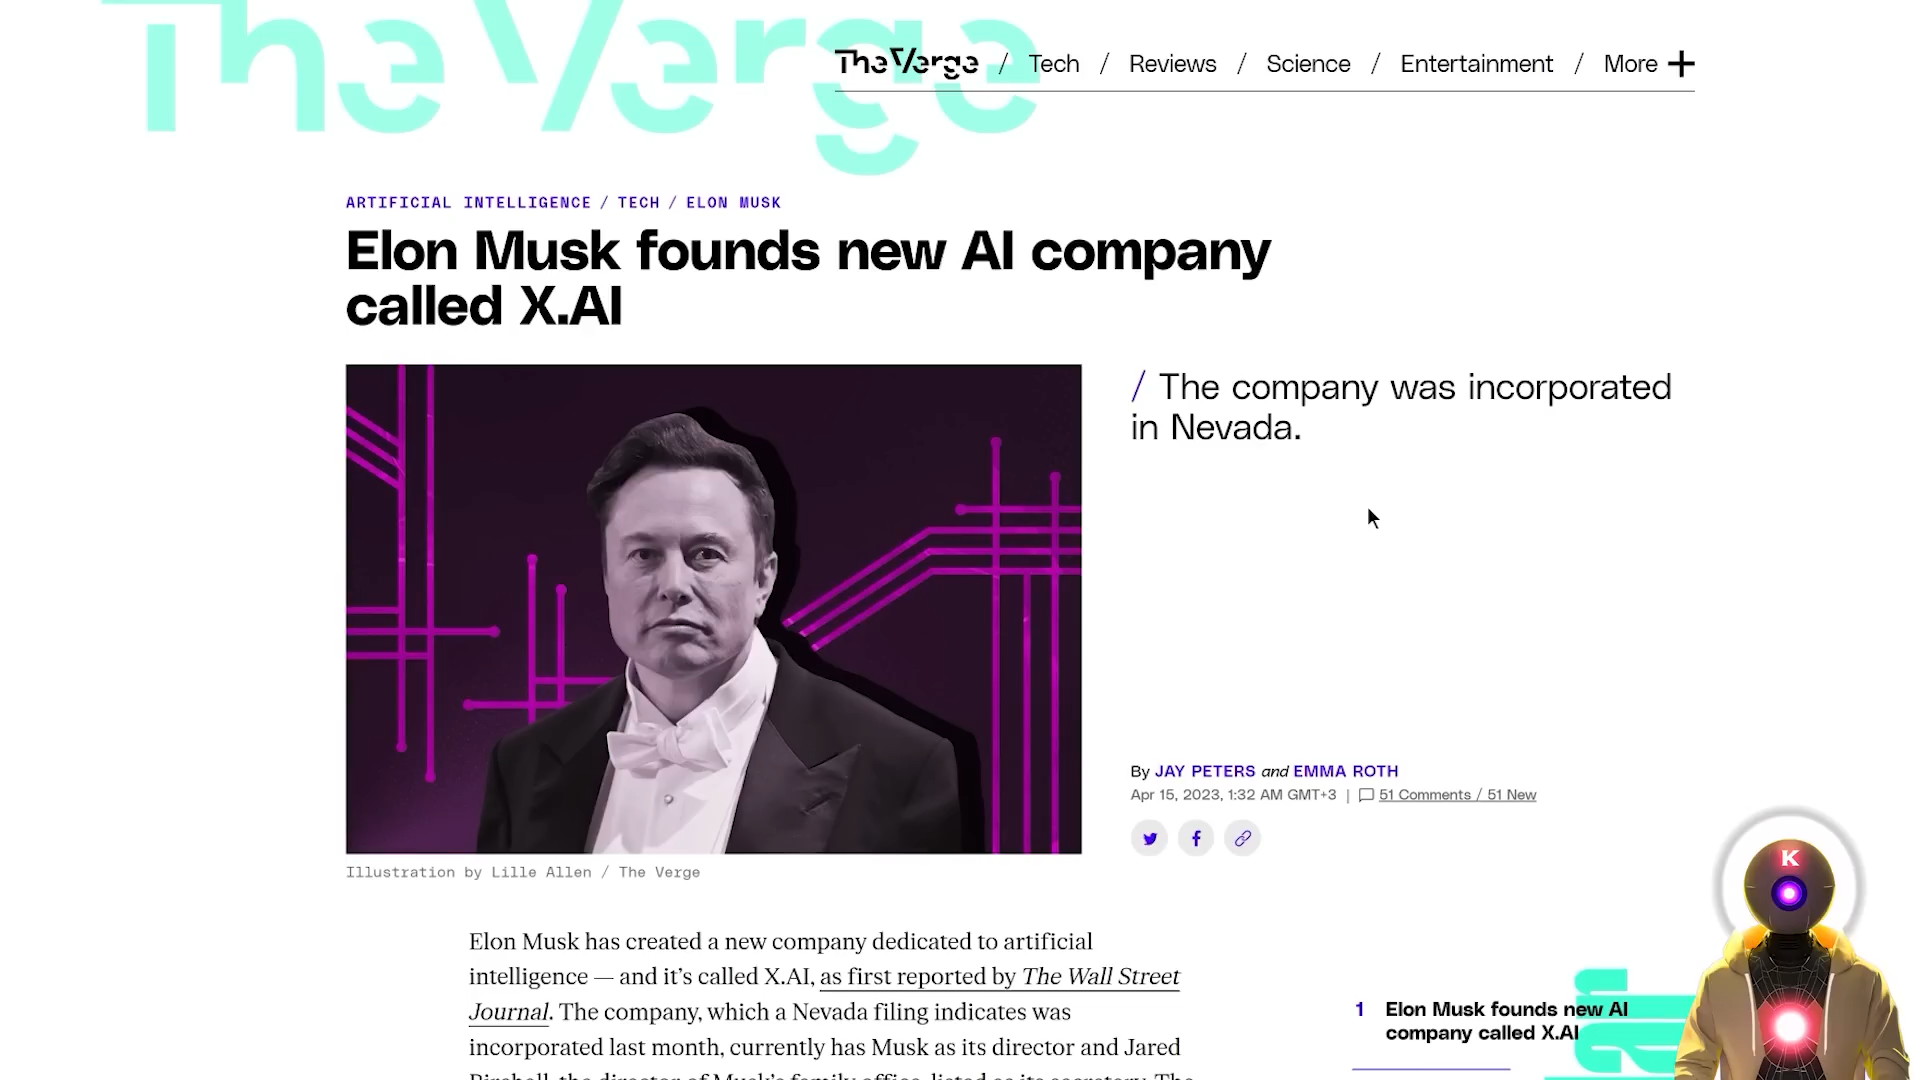 The Verge
The Verge / Tech / Reviews / Science / Entertainment / More
ARTIFICIAL INTELLIGENCE / TECH / ELON MUSK
Elon Musk founds new AI company
called X.AI
/ The company was incorporated
in Nevada.
By JAY PETERS and EMMA ROTH
Apr 15, 2023, 1:32 AM GMT+3 | 51 Comments / 51 New
Illustration by Lille Allen / The Verge
Elon Musk has created a new company dedicated to artificial
intelligence — and it's called X.AI, as first reported by The Wall Street
Journal. The company, which a Nevada filing indicates was
incorporated last month, currently has Musk as its director and Jared
1 Elon Musk founds new AI
company called X.AI
K